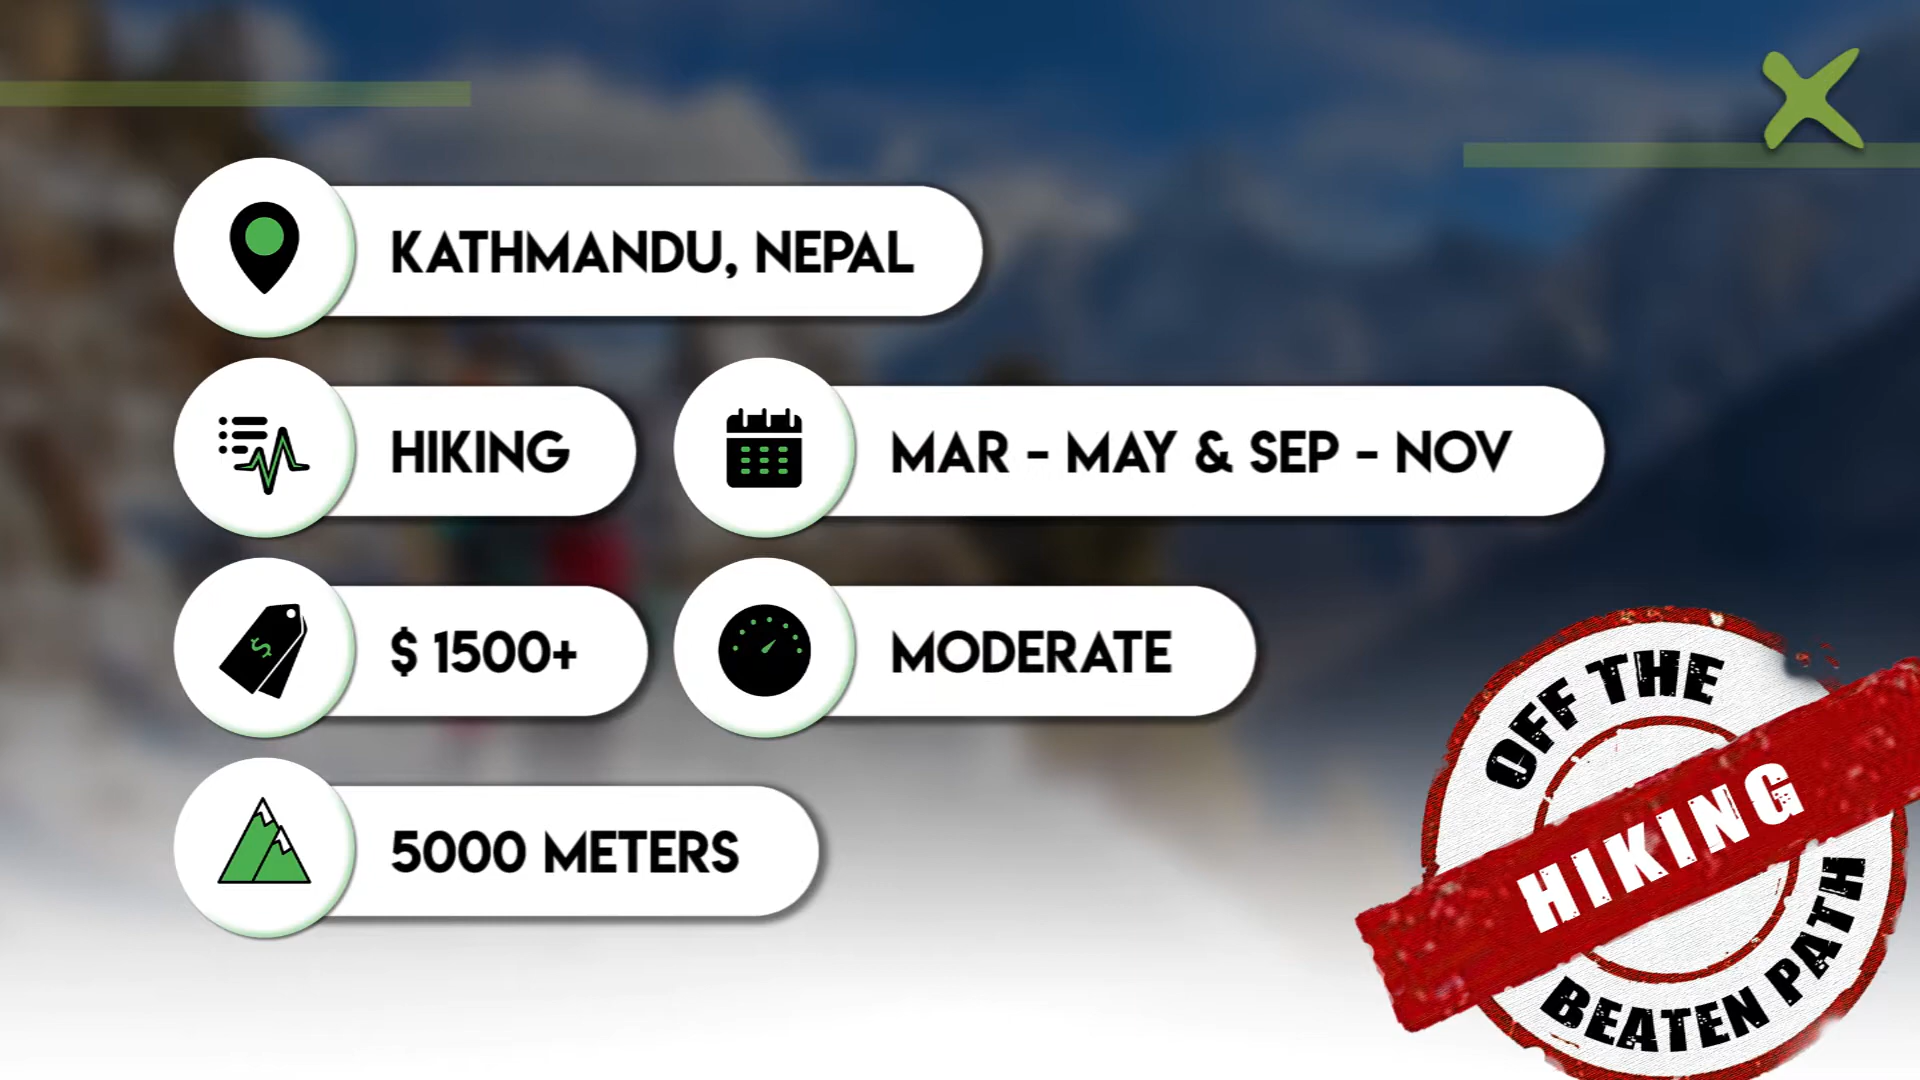 KATHMANDU, NEPAL
HIKING
MAR - MAY & SEP - NOV
$ 1500+
MODERATE
5000 METERS
OFF THE
HIKING
BEATEN PATH